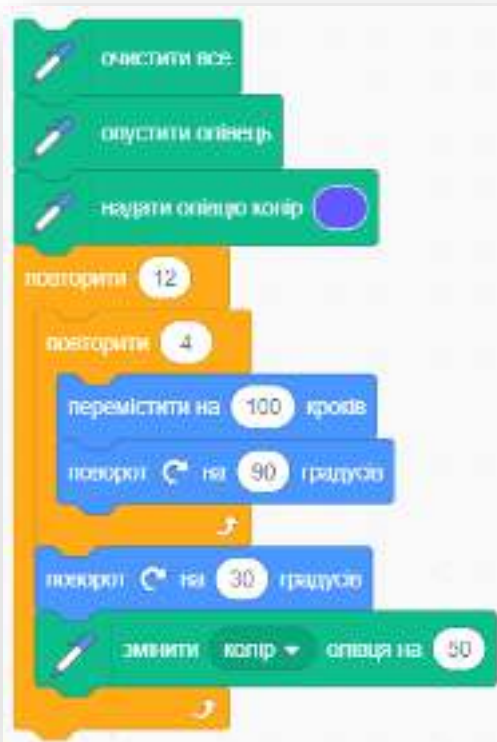 очистити все
опустити олівець
надати олівцю колір
повторити 12
повторити 4
перемістити на 100 кроків
поворот на 90 градусів
поворот на 30 градусів
змінити колір олівця на 50